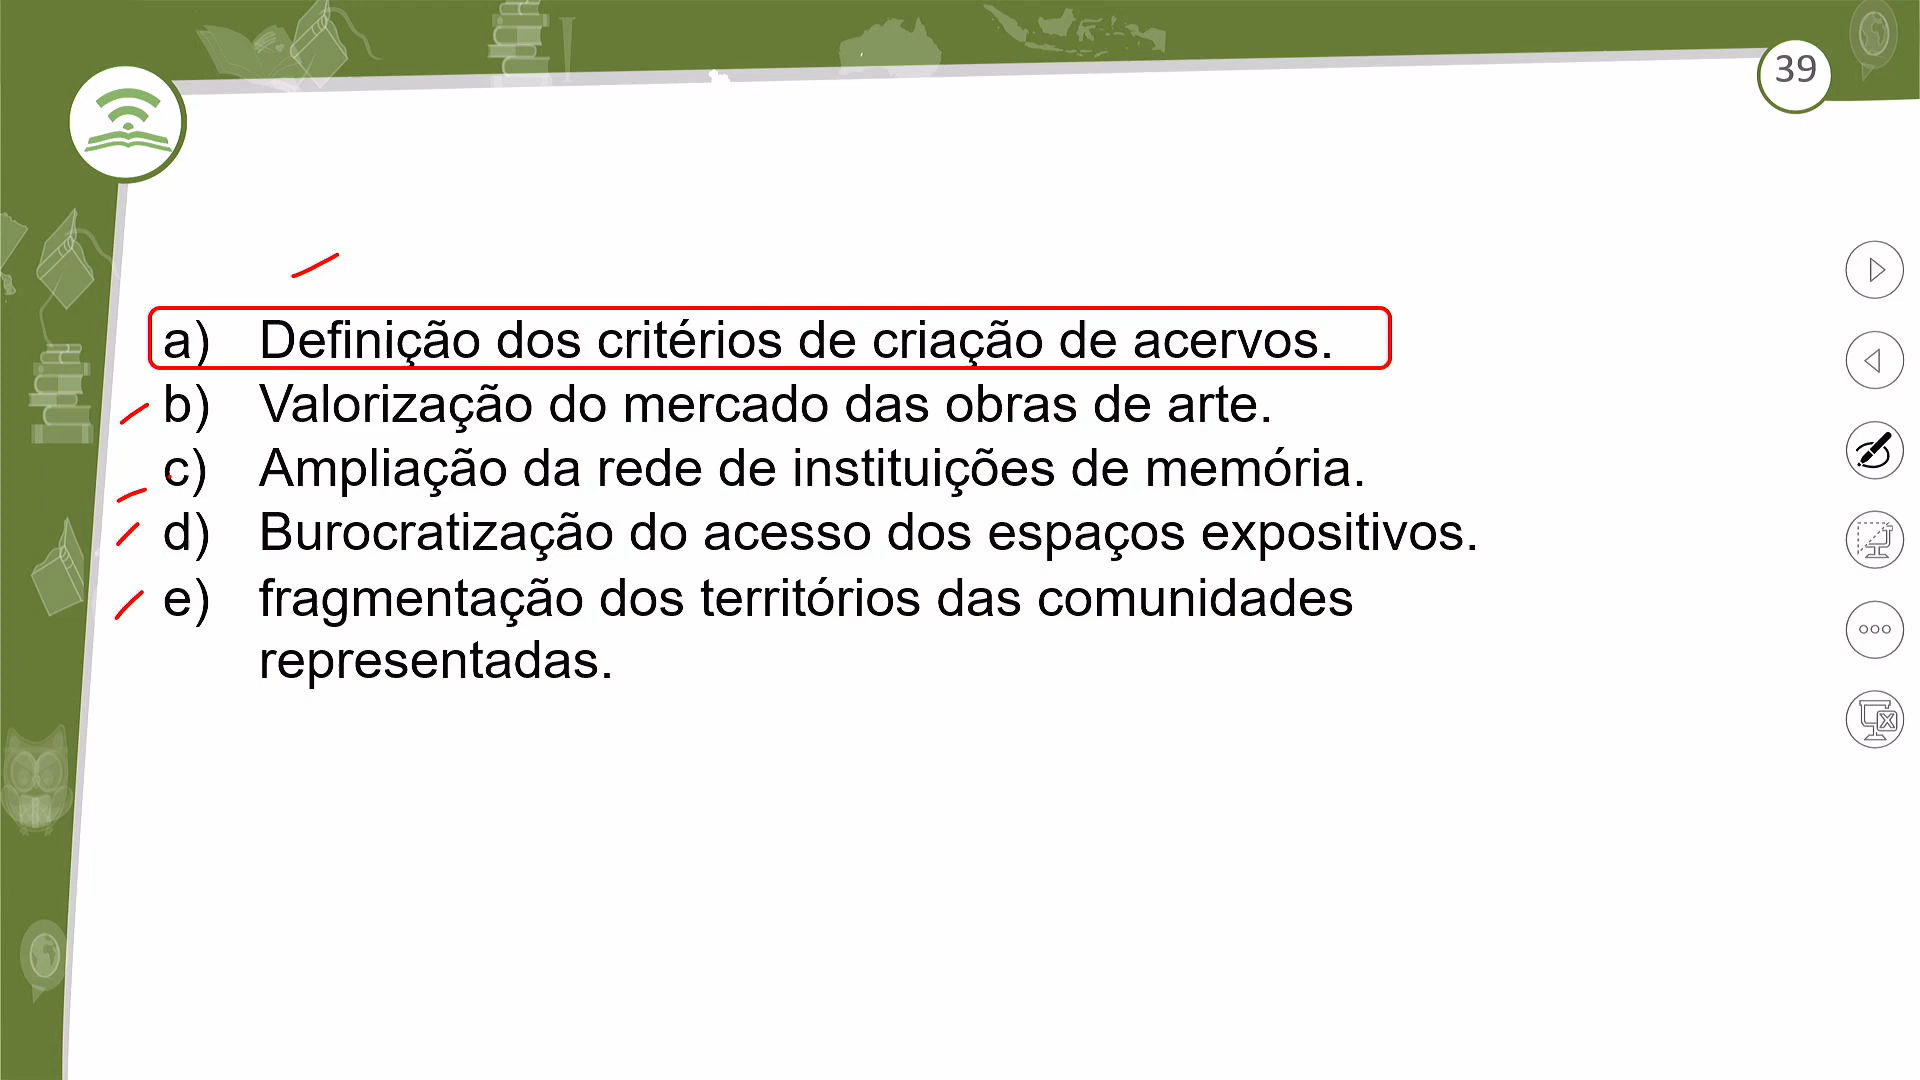 39
a) Definição dos critérios de criação de acervos.
b) Valorização do mercado das obras de arte.
c) Ampliação da rede de instituições de memória.
d) Burocratização do acesso dos espaços expositivos.
e) fragmentação dos territórios das comunidades
representadas.